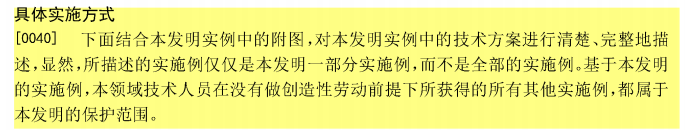 具体实施方式
[0040] 下面结合本发明实例中的附图,对本发明实例中的技术方案进行清楚、完整地描
述,显然,所描述的实施例仅仅是本发明一部分实施例,而不是全部的实施例。基于本发明
的实施例,本领域技术人员在没有做创造性劳动前提下所获得的所有其他实施例,都属于
本发明的保护范围。